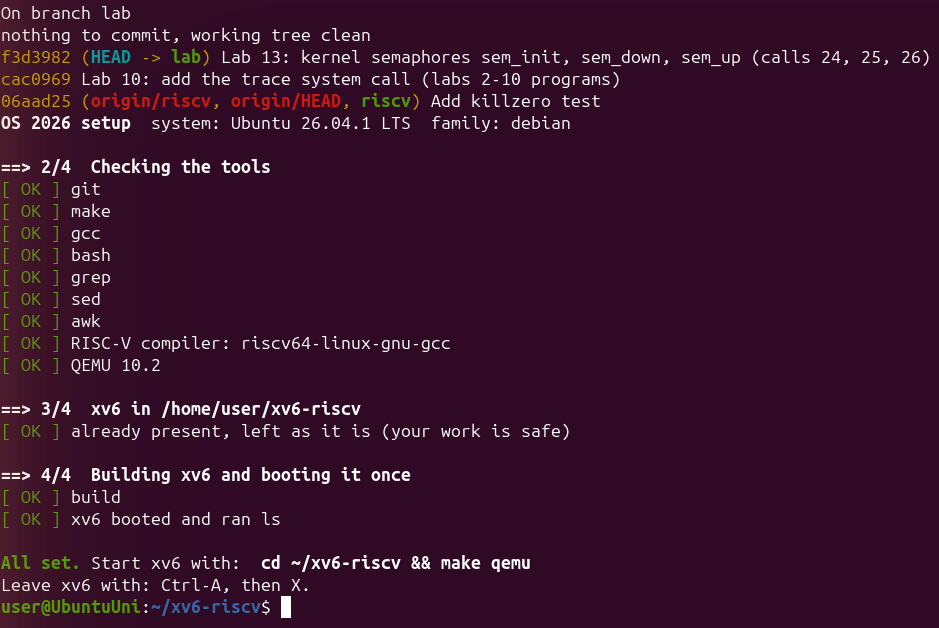 On branch lab
nothing to commit, working tree clean
f3d3982 (HEAD -> lab) Lab 13: kernel semaphores sem_init, sem_down, sem_up (calls 24, 25, 26)
cac0969 Lab 10: add the trace system call (labs 2-10 programs)
06aad25 (origin/riscv, origin/HEAD, riscv) Add killzero test
OS 2026 setup  system: Ubuntu 26.04.1 LTS  family: debian

==> 2/4  Checking the tools
[ OK ] git
[ OK ] make
[ OK ] gcc
[ OK ] bash
[ OK ] grep
[ OK ] sed
[ OK ] awk
[ OK ] RISC-V compiler: riscv64-linux-gnu-gcc
[ OK ] QEMU 10.2

==> 3/4  xv6 in /home/user/xv6-riscv
[ OK ] already present, left as it is (your work is safe)

==> 4/4  Building xv6 and booting it once
[ OK ] build
[ OK ] xv6 booted and ran ls

All set. Start xv6 with:  cd ~/xv6-riscv && make qemu
Leave xv6 with: Ctrl-A, then X.
user@UbuntuUni:~/xv6-riscv$